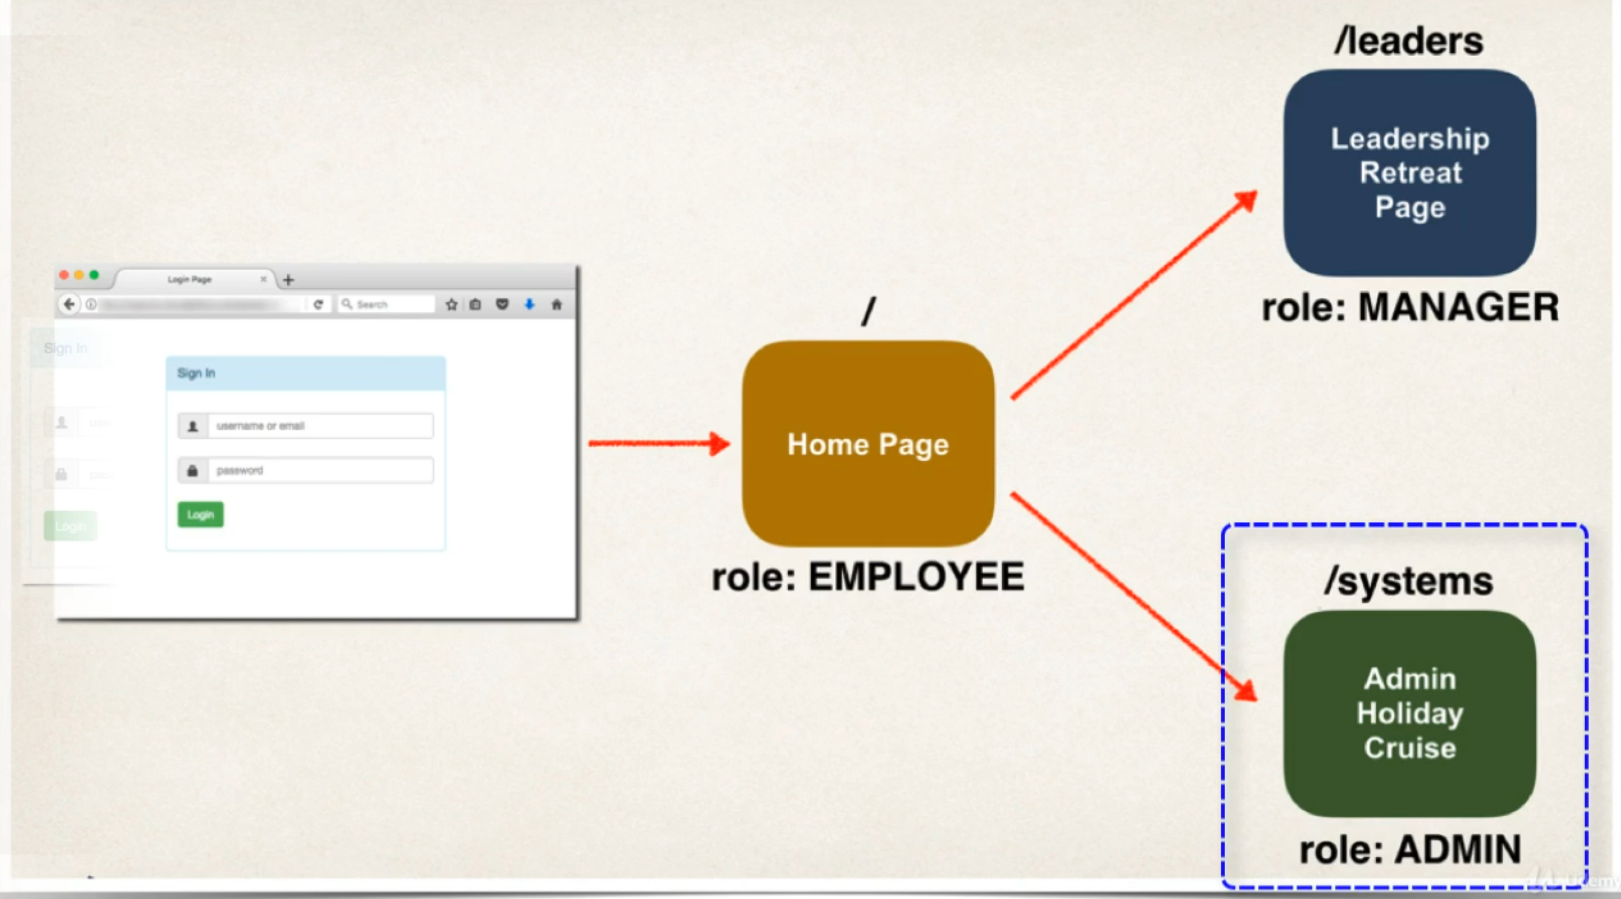 /leaders
Leadership
Retreat
Page
role: MANAGER
Login Page
Search
Sign In
Sign In
username or email
password
Login
Login
/
Home Page
role: EMPLOYEE
/systems
Admin
Holiday
Cruise
role: ADMIN
Udemy